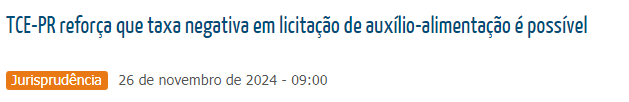 TCE-PR reforça que taxa negativa em licitação de auxílio-alimentação é possível
Jurisprudência 26 de novembro de 2024 - 09:00